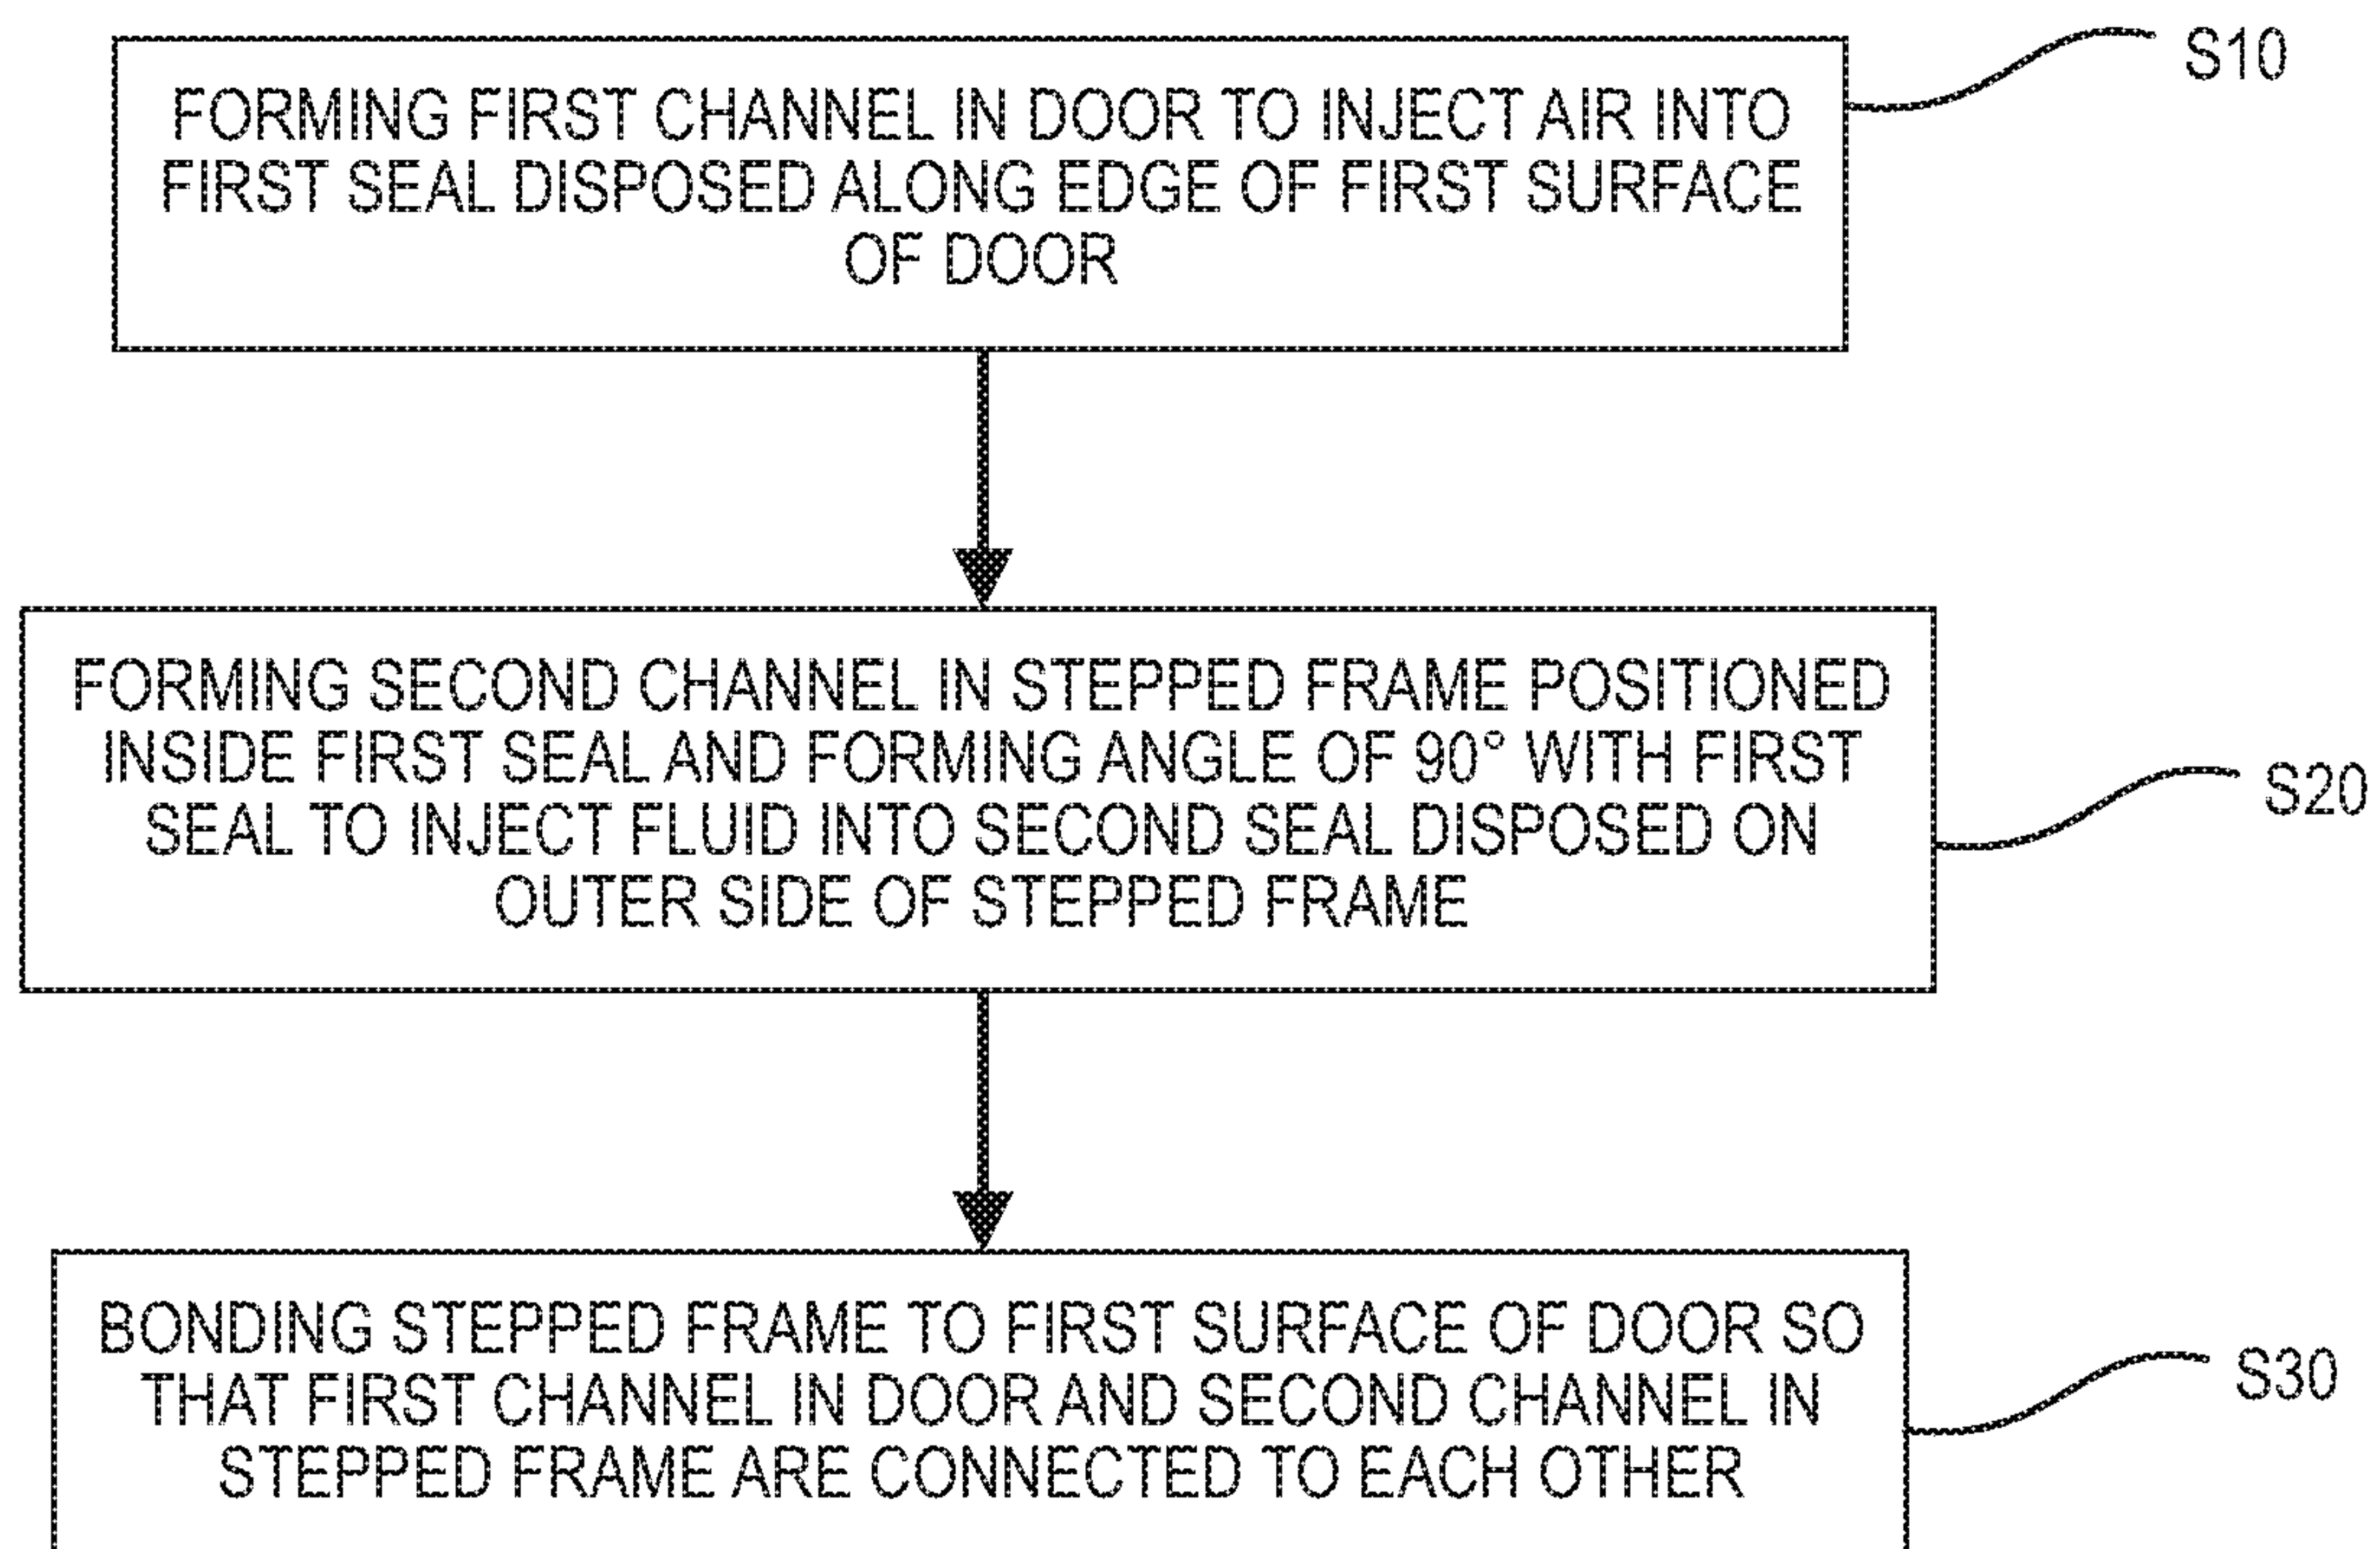 S10
FORMING FIRST CHANNEL IN DOOR TO INJECT AIR INTO
FIRST SEAL DISPOSED ALONG EDGE OF FIRST SURFACE
OF DOOR
FORMING SECOND CHANNEL IN STEPPED FRAME POSITIONED
INSIDE FIRST SEAL AND FORMING ANGLE OF 90° WITH FIRST
SEAL TO INJECT FLUID INTO SECOND SEAL DISPOSED ON
OUTER SIDE OF STEPPED FRAME
S20
BONDING STEPPED FRAME TO FIRST SURFACE OF DOOR SO
THAT FIRST CHANNEL IN DOOR AND SECOND CHANNEL IN
STEPPED FRAME ARE CONNECTED TO EACH OTHER
S30